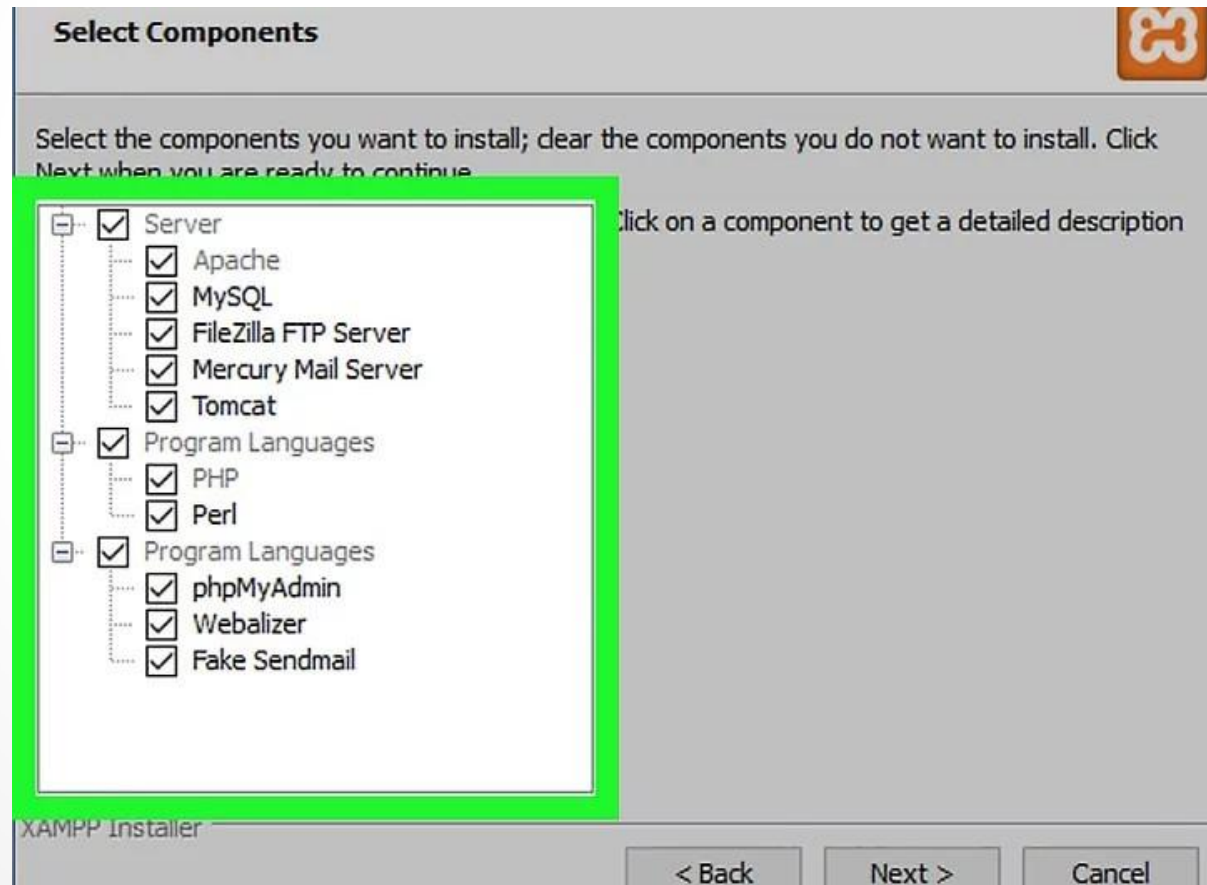 Select Components
Select the components you want to install; clear the components you do not want to install. Click
Next when you are ready to continue
Click on a component to get a detailed description
Server
Apache
MySQL
FileZilla FTP Server
Mercury Mail Server
Tomcat
Program Languages
PHP
Perl
Program Languages
phpMyAdmin
Webalizer
Fake Sendmail
XAMPP Installer
< Back
Next >
Cancel